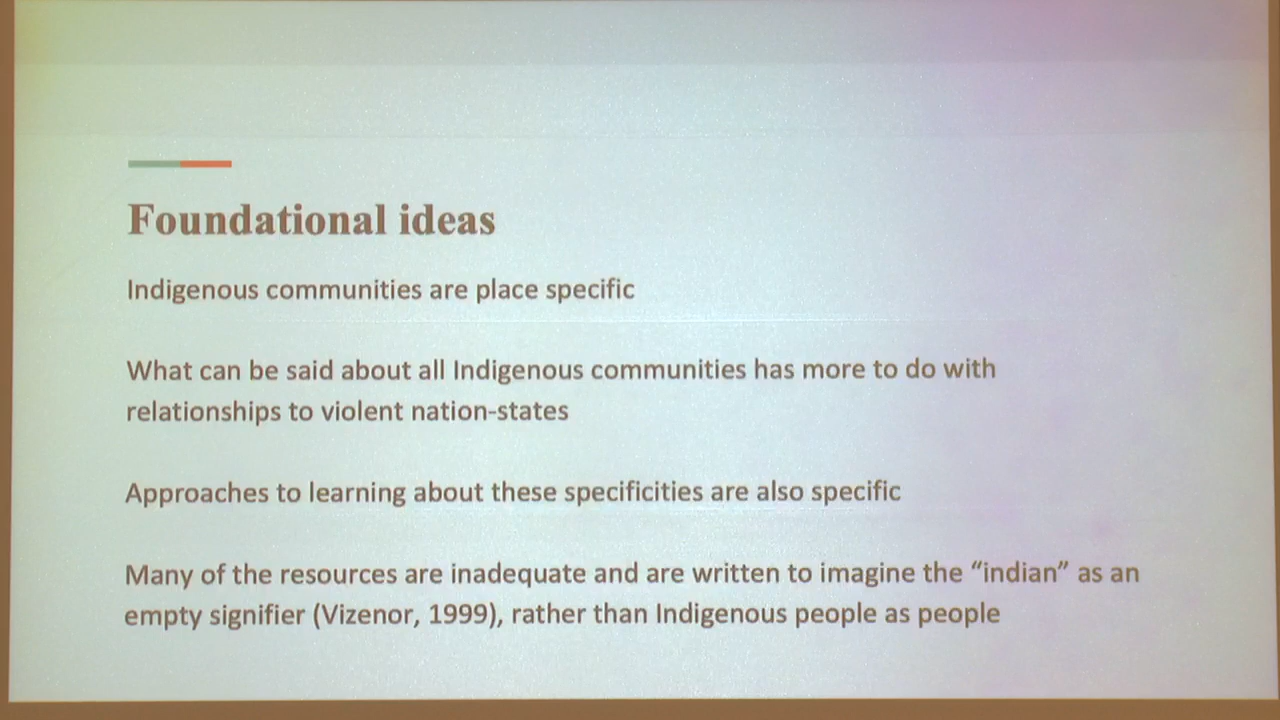 Foundational ideas
Indigenous communities are place specific
What can be said about all Indigenous communities has more to do with
relationships to violent nation-states
Approaches to learning about these specificities are also specific
Many of the resources are inadequate and are written to imagine the “indian” as an
empty signifier (Vizenor, 1999), rather than Indigenous people as people